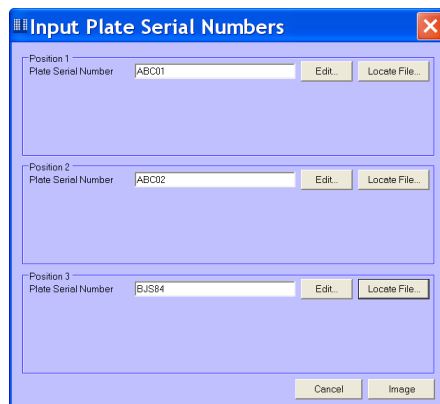 Input Plate Serial Numbers
Position 1
Plate Serial Number ABC01 Edit... Locate File...
Position 2
Plate Serial Number ABC02 Edit... Locate File...
Position 3
Plate Serial Number BJS84 Edit... Locate File...
Cancel Image